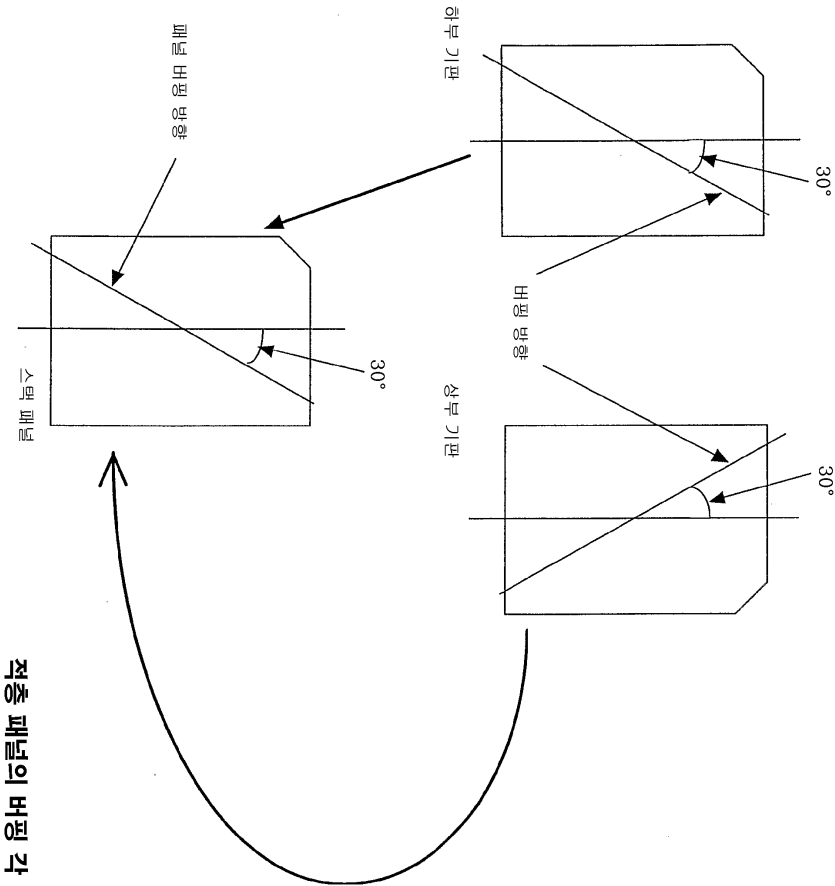 30°
30°
버핑 방향
하부 기판
상부 기판
30°
패널 버핑 방향
스택 패널
적층 패널의 버핑 각